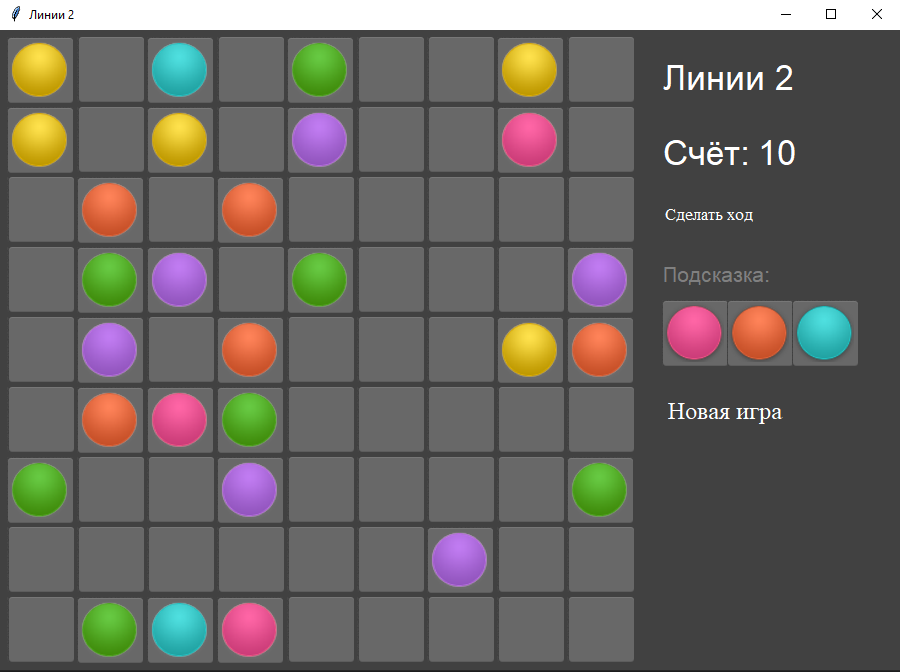 Линии 2
Линии 2
Счёт: 10
Сделать ход
Подсказка:
Новая игра